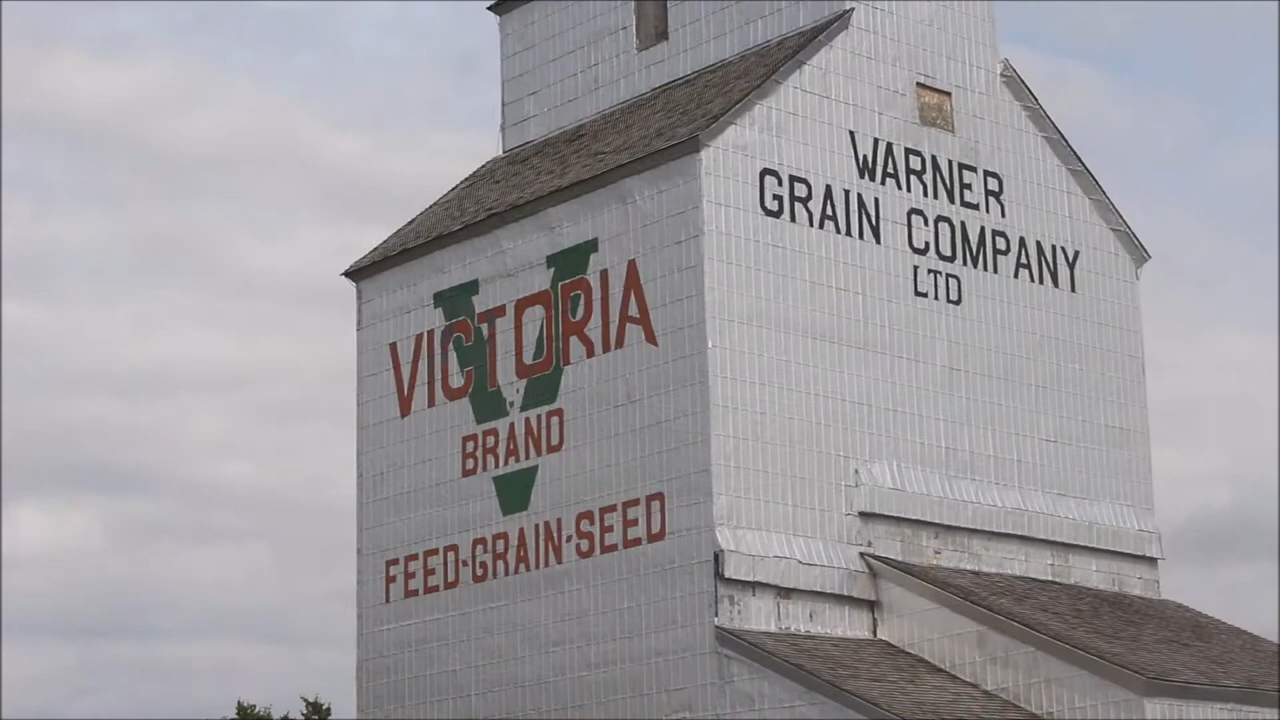 VICTORIA
V
BRAND
FEED-GRAIN-SEED
WARNER
GRAIN COMPANY
LTD